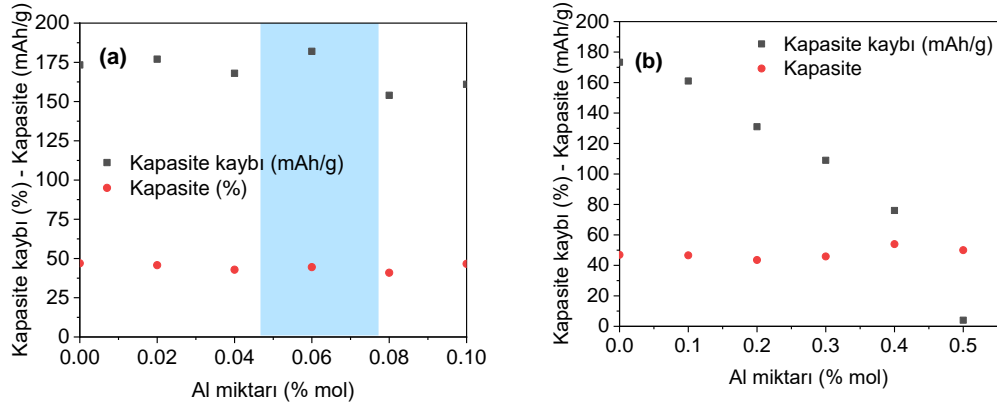 (a)
200
175
150
125
100
75
50
25
0
Kapasite kaybı (%) - Kapasite (mAh/g)
Kapasite kaybı (mAh/g)
Kapasite (%)
0.00 0.02 0.04 0.06 0.08 0.10
Al miktarı (% mol)
(b)
200
180
160
140
120
100
80
60
40
20
0
Kapasite kaybı (%) - Kapasite (mAh/g)
Kapasite kaybı (mAh/g)
Kapasite
0.0 0.1 0.2 0.3 0.4 0.5
Al miktarı (% mol)